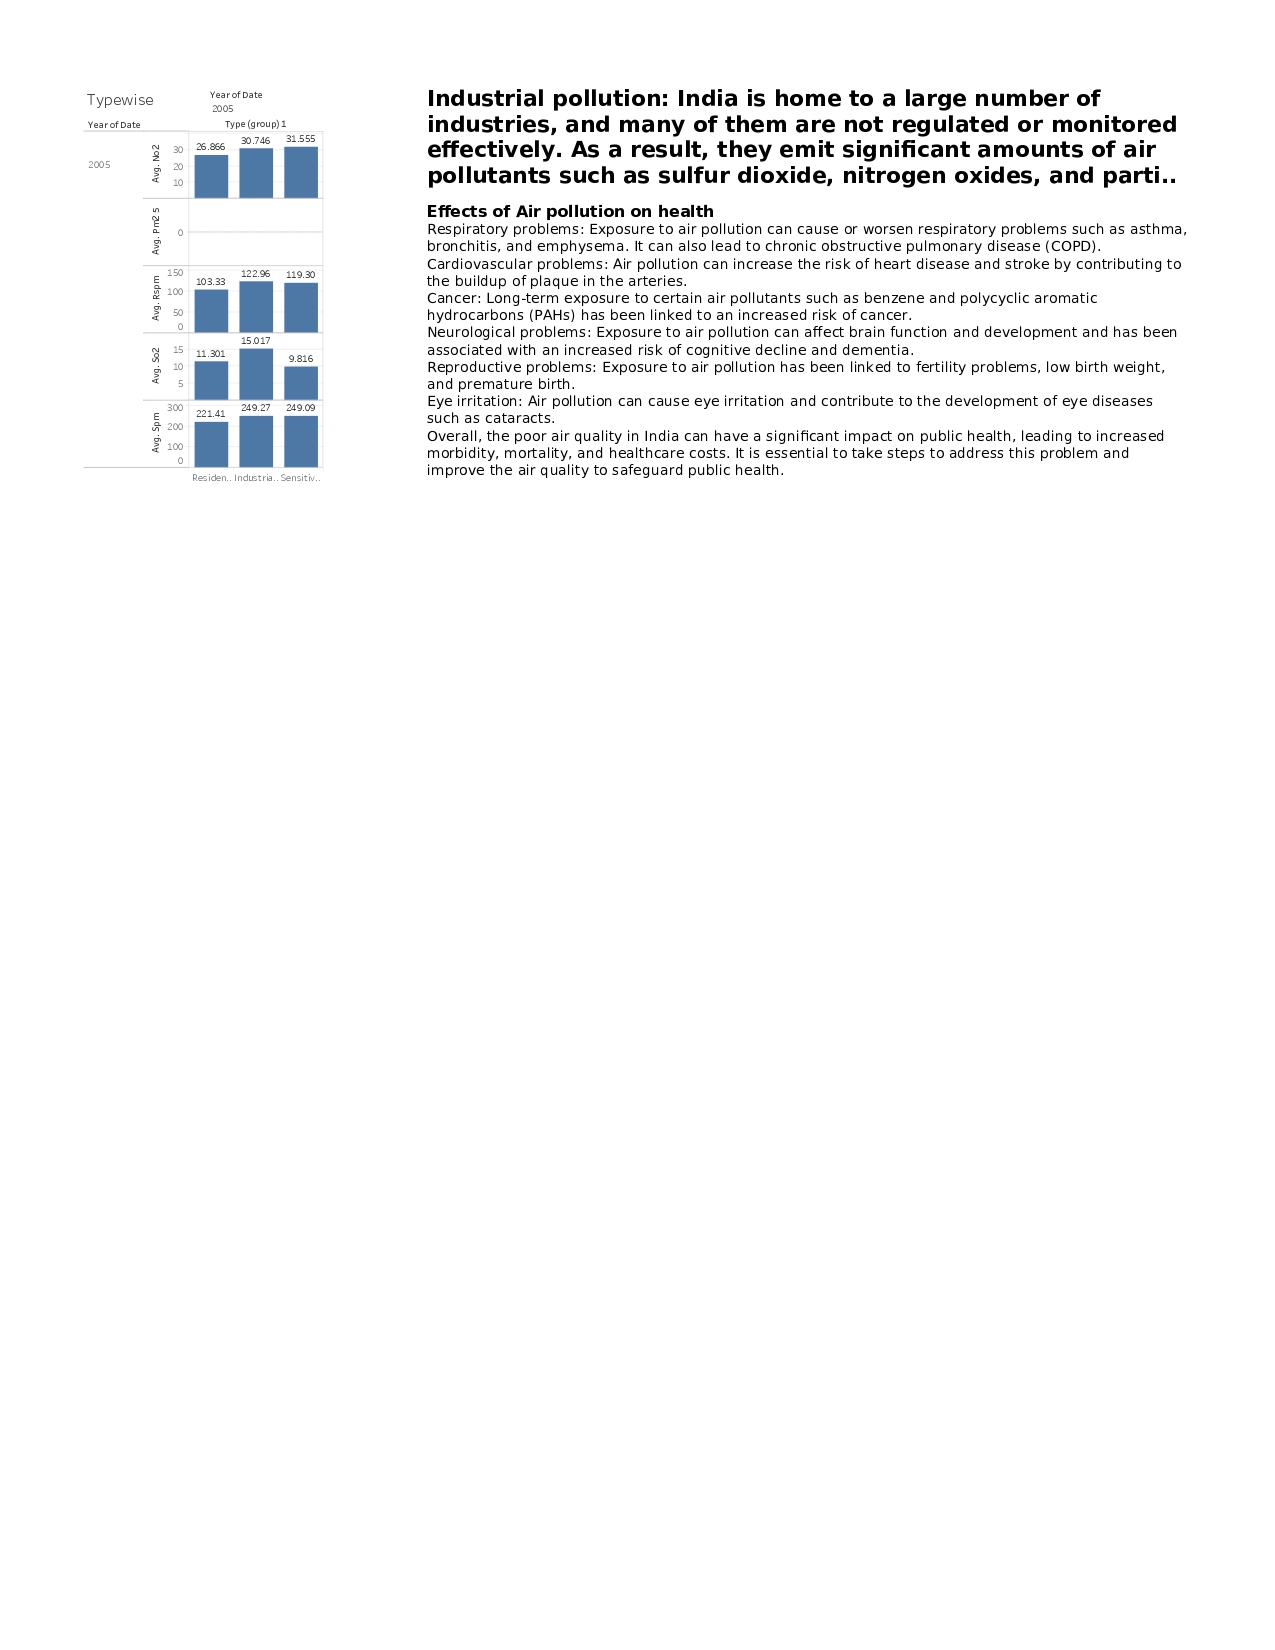 Typewise
Year of Date
2005
Year of Date
Type (group) 1
2005
Avg. No2
30
20
10
26.866
30.746
31.555
Avg. Pm2 5
0
Avg. Rspm
150
100
50
0
103.33
122.96
119.30
Avg. So2
15
10
5
11.301
15.017
9.816
Avg. Spm
300
200
100
0
221.41
249.27
249.09
Residen.. Industria.. Sensitiv..
Industrial pollution: India is home to a large number of
industries, and many of them are not regulated or monitored
effectively. As a result, they emit significant amounts of air
pollutants such as sulfur dioxide, nitrogen oxides, and parti..
Effects of Air pollution on health
Respiratory problems: Exposure to air pollution can cause or worsen respiratory problems such as asthma,
bronchitis, and emphysema. It can also lead to chronic obstructive pulmonary disease (COPD).
Cardiovascular problems: Air pollution can increase the risk of heart disease and stroke by contributing to
the buildup of plaque in the arteries.
Cancer: Long-term exposure to certain air pollutants such as benzene and polycyclic aromatic
hydrocarbons (PAHs) has been linked to an increased risk of cancer.
Neurological problems: Exposure to air pollution can affect brain function and development and has been
associated with an increased risk of cognitive decline and dementia.
Reproductive problems: Exposure to air pollution has been linked to fertility problems, low birth weight,
and premature birth.
Eye irritation: Air pollution can cause eye irritation and contribute to the development of eye diseases
such as cataracts.
Overall, the poor air quality in India can have a significant impact on public health, leading to increased
morbidity, mortality, and healthcare costs. It is essential to take steps to address this problem and
improve the air quality to safeguard public health.